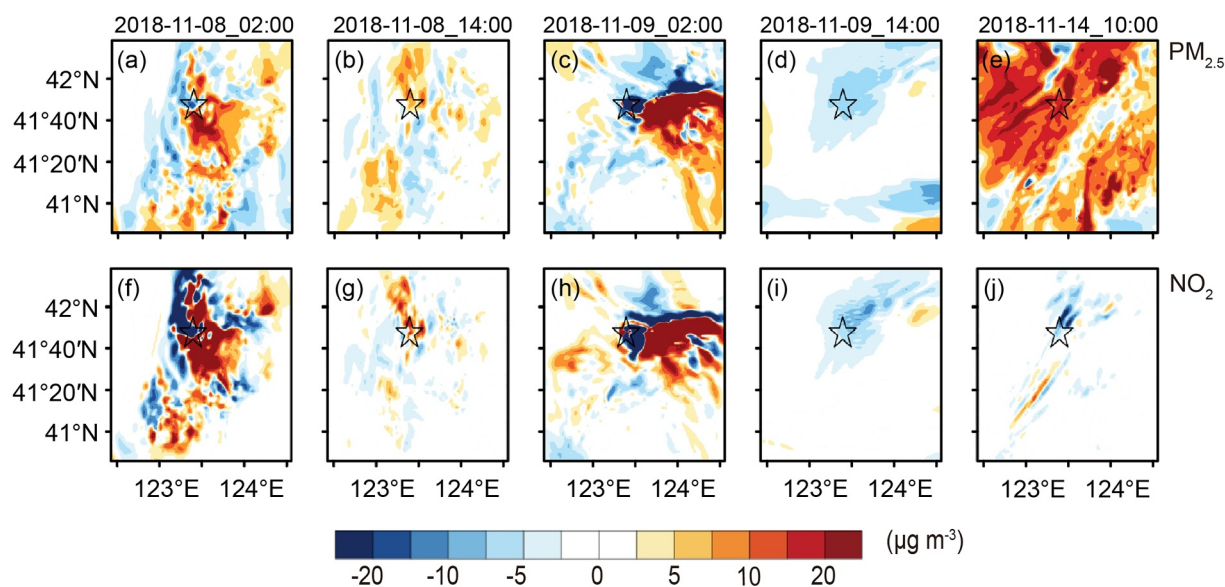 2018-11-08_02:00 2018-11-08_14:00 2018-11-09_02:00 2018-11-09_14:00 2018-11-14_10:00
(a) (b) (c) (d) (e) PM2.5
42°N
41°40′N
41°20′N
41°N
(f) (g) (h) (i) (j) NO2
42°N
41°40′N
41°20′N
41°N
123°E 124°E 123°E 124°E 123°E 124°E 123°E 124°E 123°E 124°E
(µg m-3)
-20 -10 -5 0 5 10 20